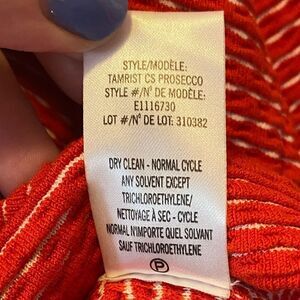 STYLE/MODÈLE:
TAMRIST CS PROSECCO
STYLE #/N° DE MODÈLE:
E1116730
LOT #/N° DE LOT: 310382
DRY CLEAN - NORMAL CYCLE
ANY SOLVENT EXCEPT
TRICHLOROETHYLENE/
NETTOYAGE À SEC - CYCLE
NORMAL N'IMPORTE QUEL SOLVANT
SAUF TRICHLOROETHYLENE
P